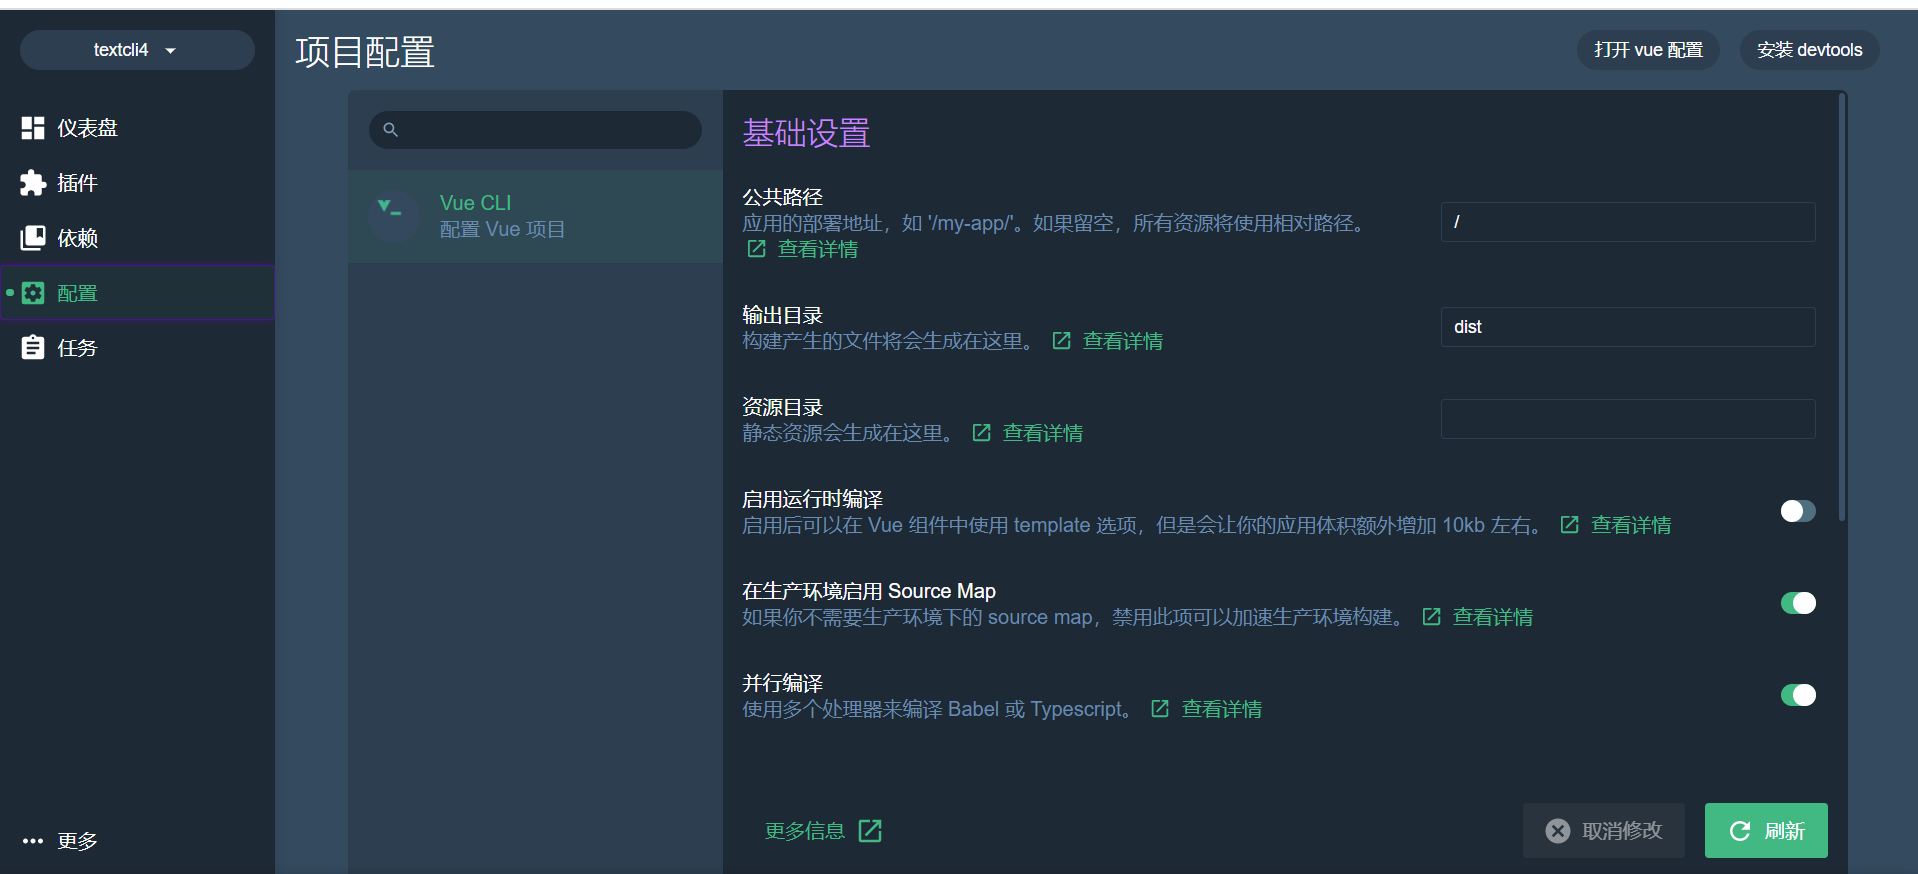 textcli4
项目配置
打开 vue 配置
安装 devtools
仪表盘
插件
依赖
配置
任务
更多
Vue CLI
配置 Vue 项目
基础设置
公共路径
应用的部署地址，如 '/my-app/'。如果留空，所有资源将使用相对路径。
查看详情
/
输出目录
构建产生的文件将会生成在这里。 查看详情
dist
资源目录
静态资源会生成在这里。 查看详情
启用运行时编译
启用后可以在 Vue 组件中使用 template 选项，但是会让你的应用体积额外增加 10kb 左右。 查看详情
在生产环境启用 Source Map
如果你不需要生产环境下的 source map，禁用此项可以加速生产环境构建。 查看详情
并行编译
使用多个处理器来编译 Babel 或 Typescript。 查看详情
更多信息
取消修改
刷新